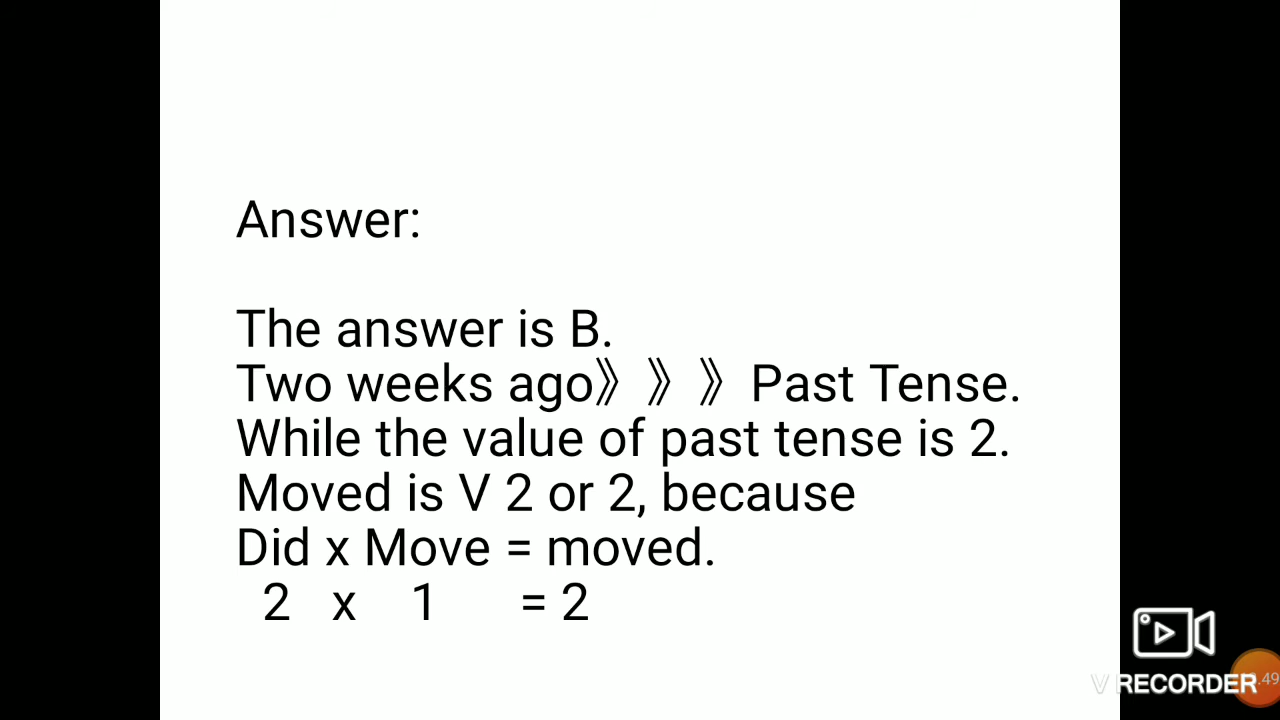 Answer:
The answer is B.
Two weeks ago》》》Past Tense.
While the value of past tense is 2.
Moved is V 2 or 2, because
Did x Move = moved.
2 x 1 = 2
V RECORDER